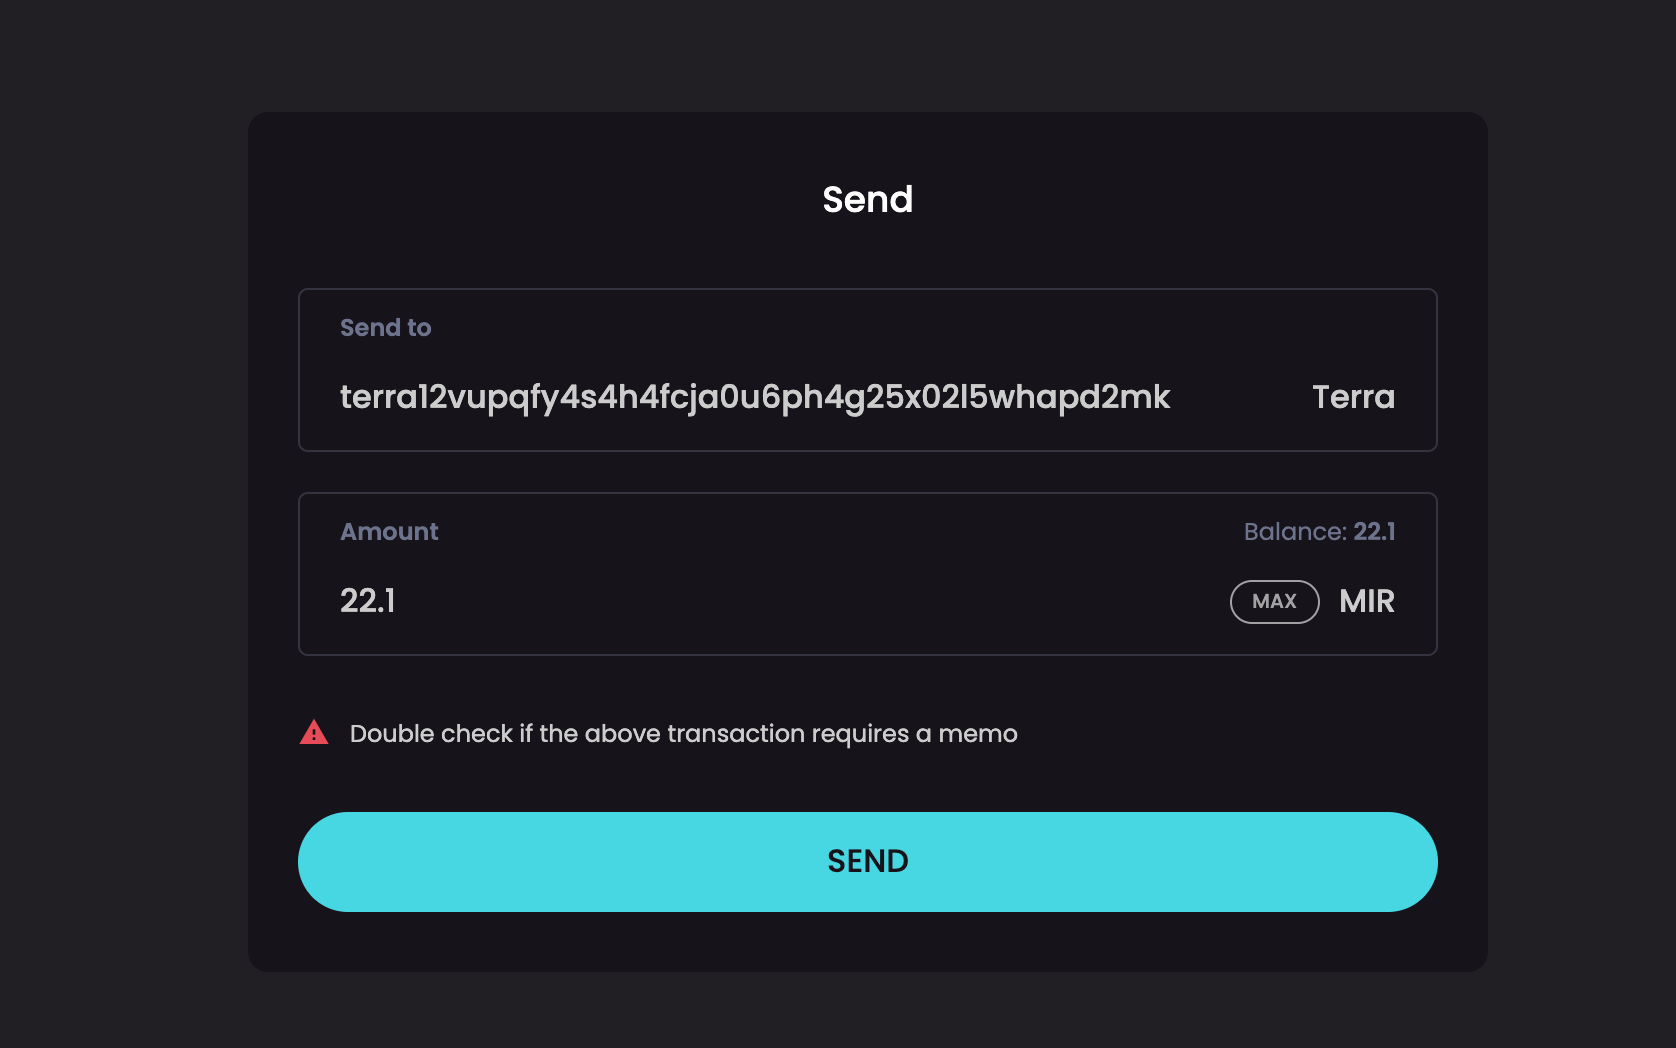 Send
Send to
terra12vupqfy4s4h4fcja0u6ph4g25x02l5whapd2mk Terra
Amount Balance: 22.1
22.1 MAX MIR
Double check if the above transaction requires a memo
SEND